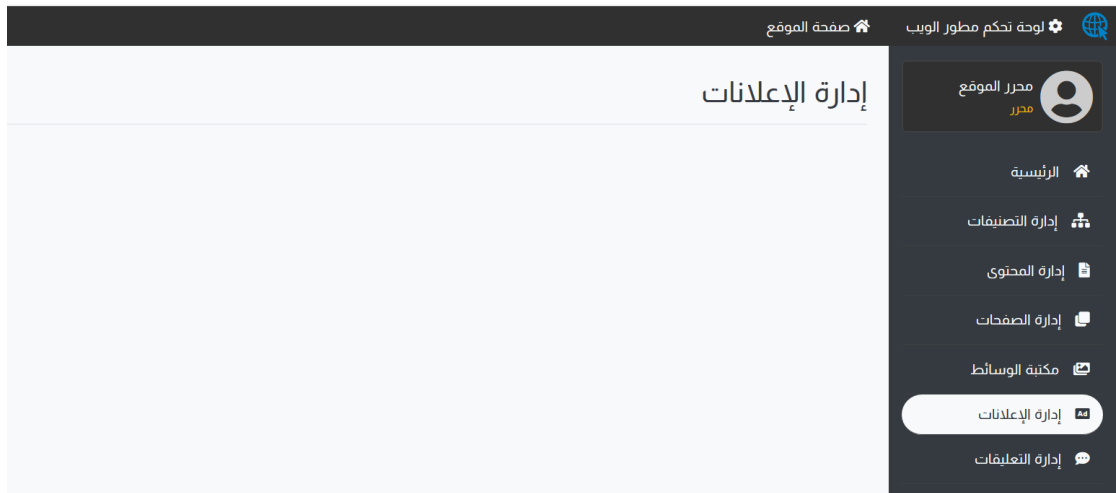 لوحة تحكم مطور الويب
صفحة الموقع
محرر الموقع
محرر
إدارة الإعلانات
الرئيسية
إدارة التصنيفات
إدارة المحتوى
إدارة الصفحات
مكتبة الوسائط
Ad إدارة الإعلانات
إدارة التعليقات